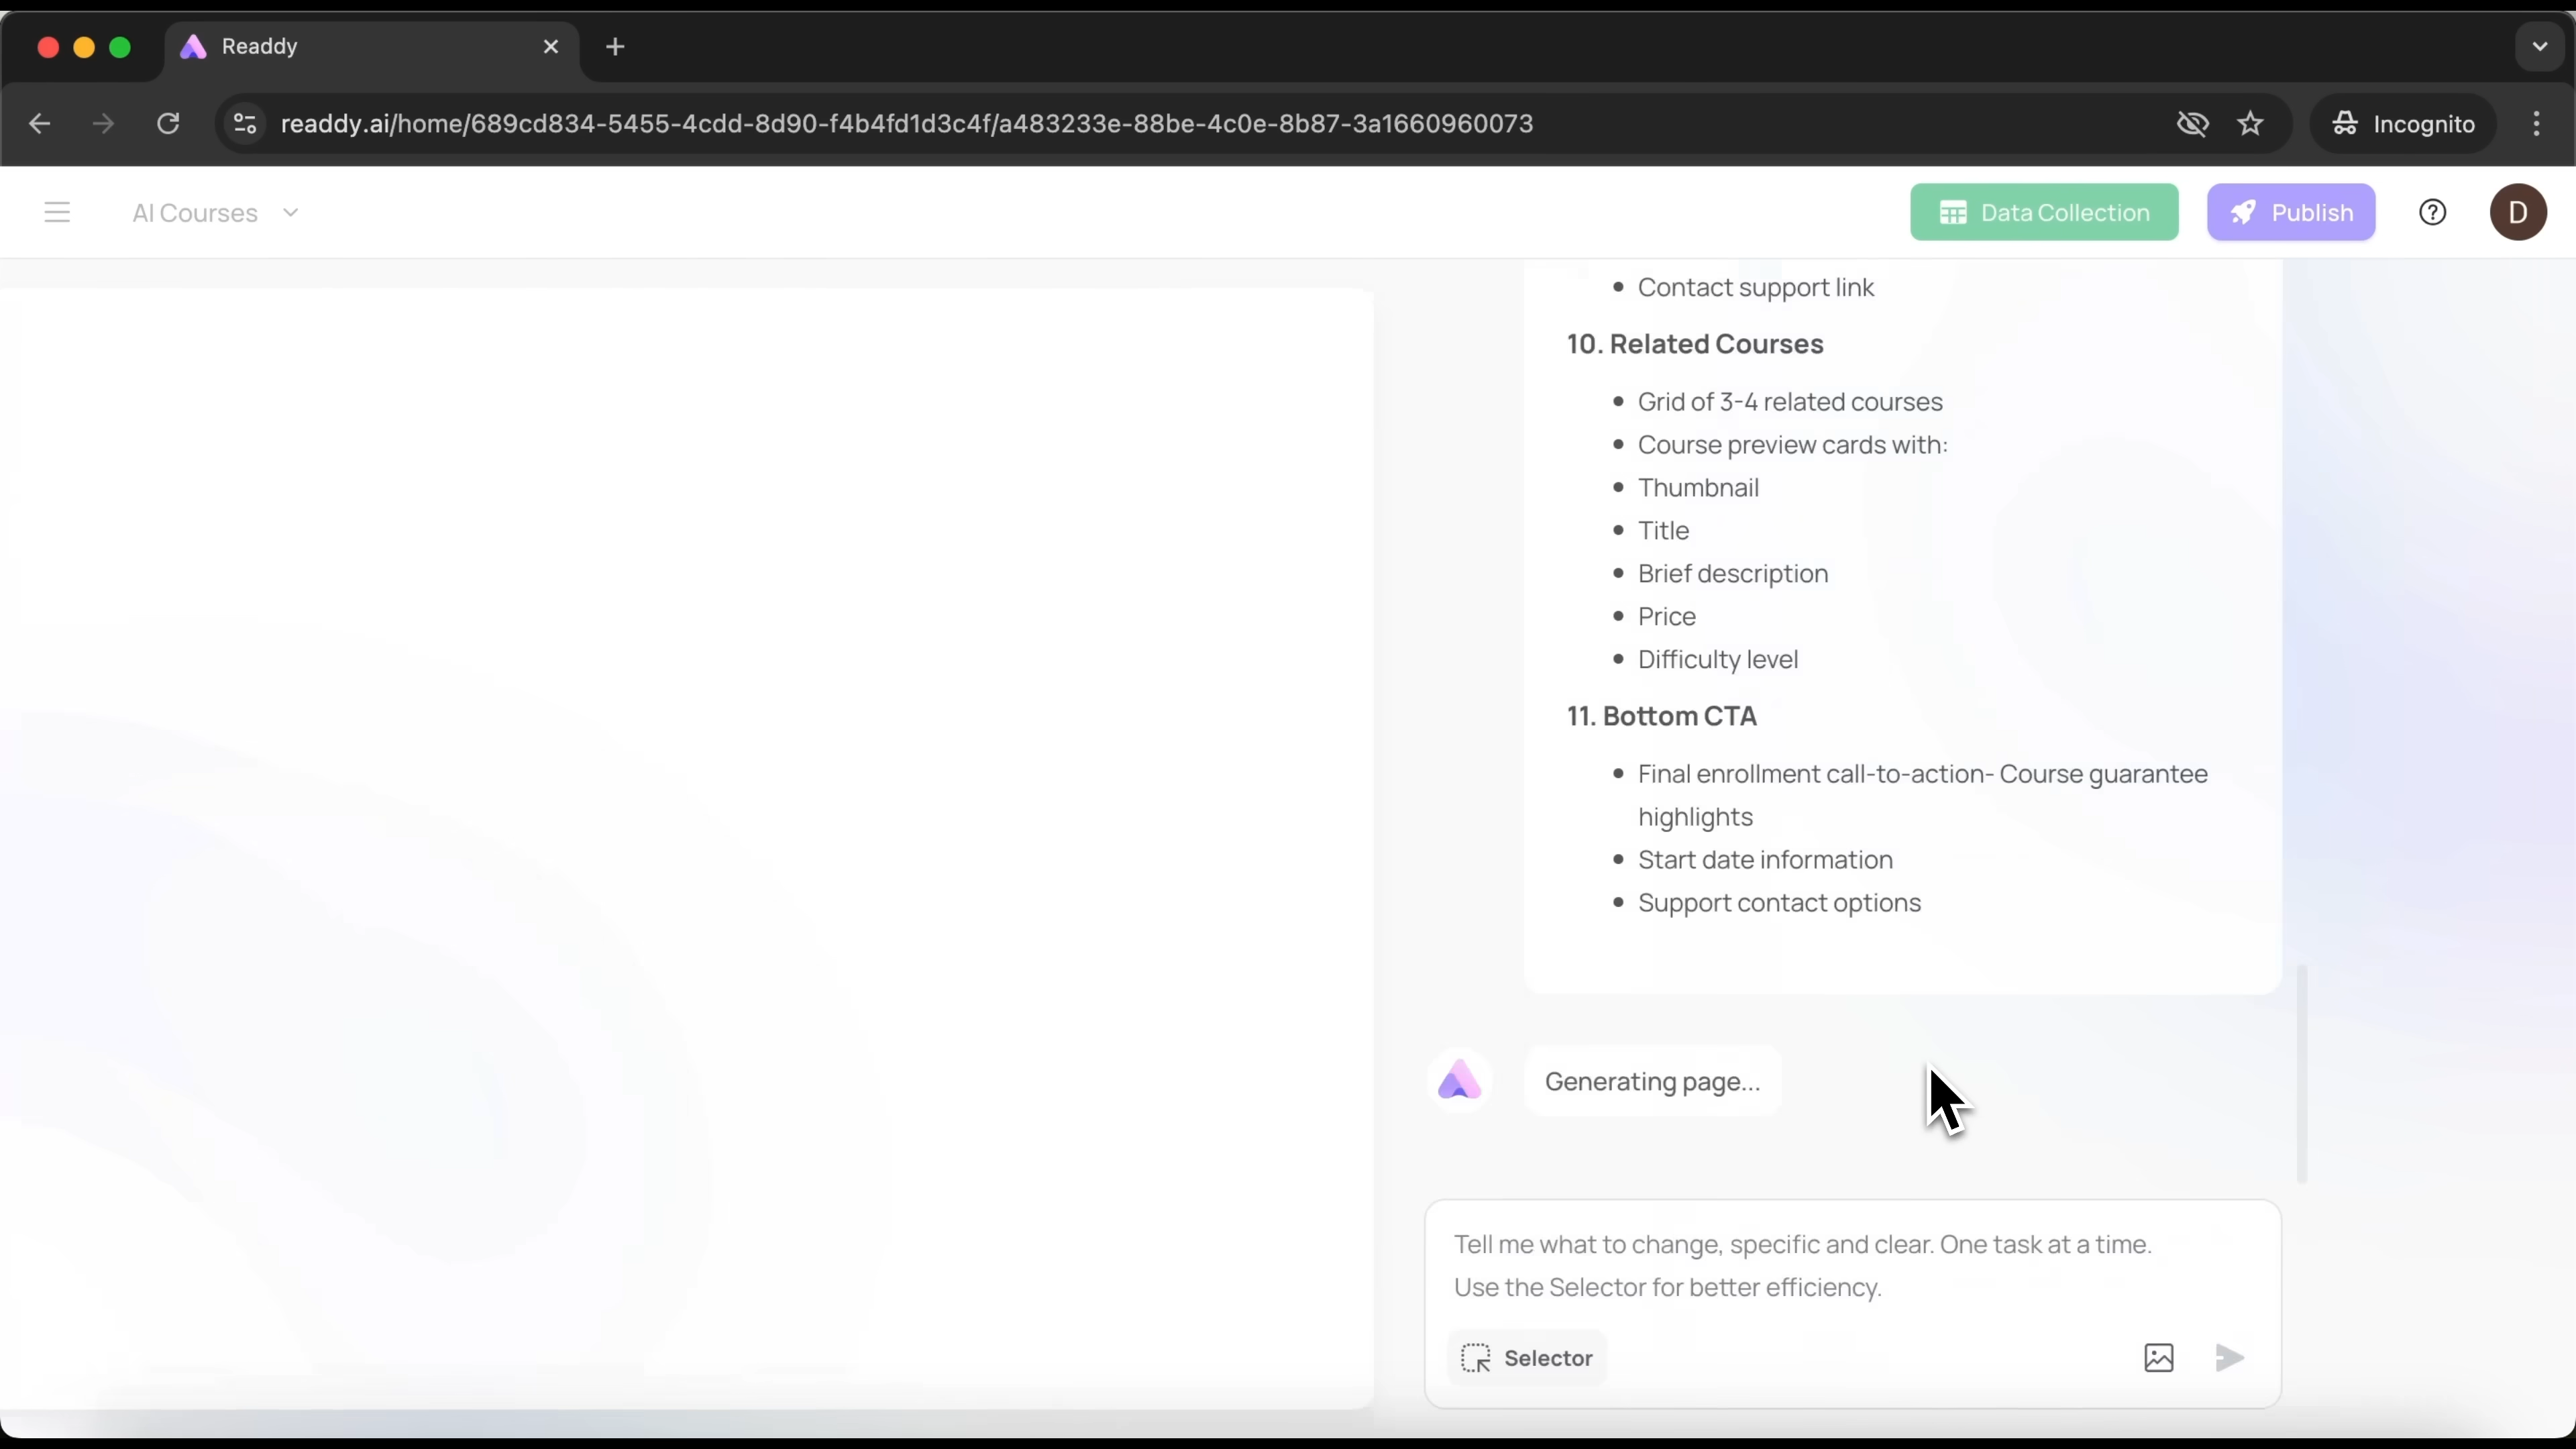 Readdy
readdy.ai/home/689cd834-5455-4cdd-8d90-f4b4fd1d3c4f/a483233e-88be-4c0e-8b87-3a1660960073
Incognito
AI Courses
Data Collection
Publish
D
• Contact support link
10. Related Courses
• Grid of 3-4 related courses
• Course preview cards with:
• Thumbnail
• Title
• Brief description
• Price
• Difficulty level
11. Bottom CTA
• Final enrollment call-to-action- Course guarantee
highlights
• Start date information
• Support contact options
Generating page...
Tell me what to change, specific and clear. One task at a time.
Use the Selector for better efficiency.
Selector